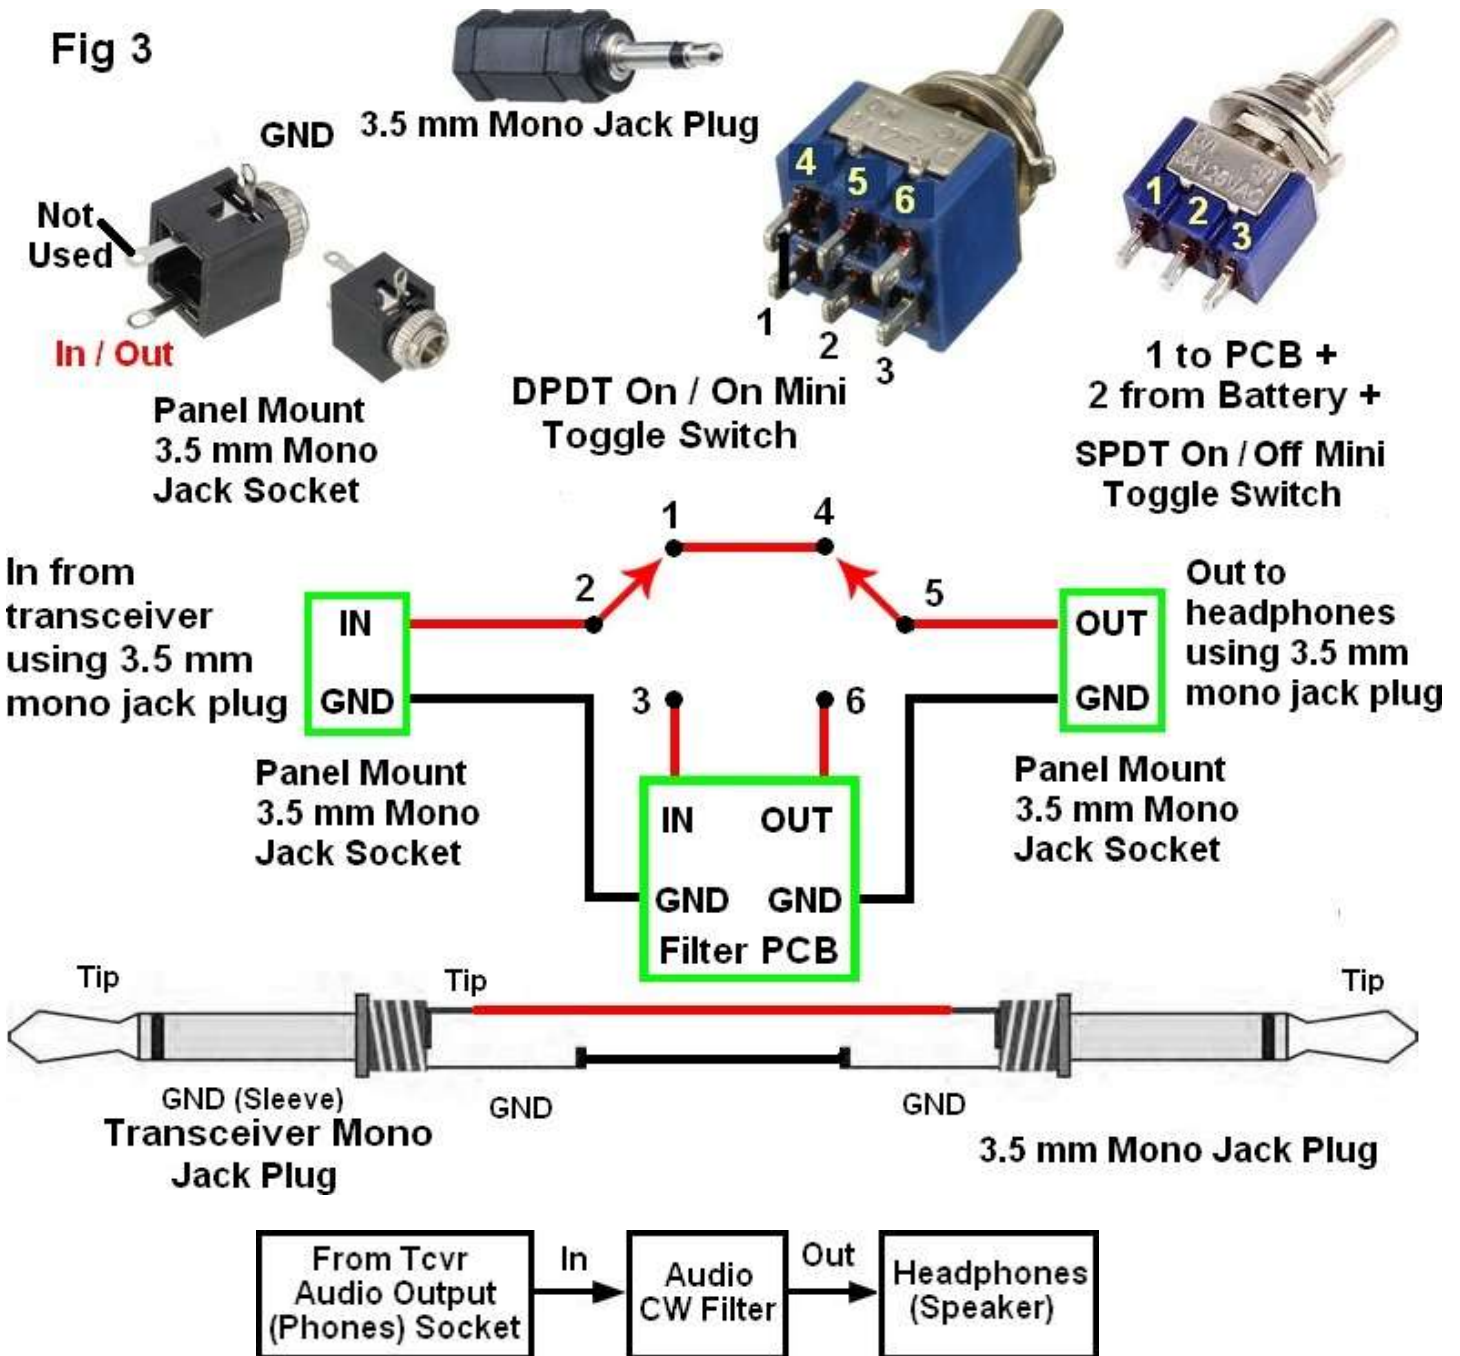 Fig 3
3.5 mm Mono Jack Plug
GND
Not
Used
In / Out
Panel Mount
3.5 mm Mono
Jack Socket
4
5
6
1
2
3
DPDT On / On Mini
Toggle Switch
1
2
3
1 to PCB +
2 from Battery +
SPDT On / Off Mini
Toggle Switch
In from
transceiver
using 3.5 mm
mono jack plug
IN
GND
Panel Mount
3.5 mm Mono
Jack Socket
2
1
4
5
3
6
IN OUT
GND GND
Filter PCB
OUT
GND
Out to
headphones
using 3.5 mm
mono jack plug
Panel Mount
3.5 mm Mono
Jack Socket
Tip
Tip
Tip
GND (Sleeve)
GND
GND
Transceiver Mono
Jack Plug
3.5 mm Mono Jack Plug
From Tcvr
Audio Output
(Phones) Socket
In
Audio
CW Filter
Out
Headphones
(Speaker)